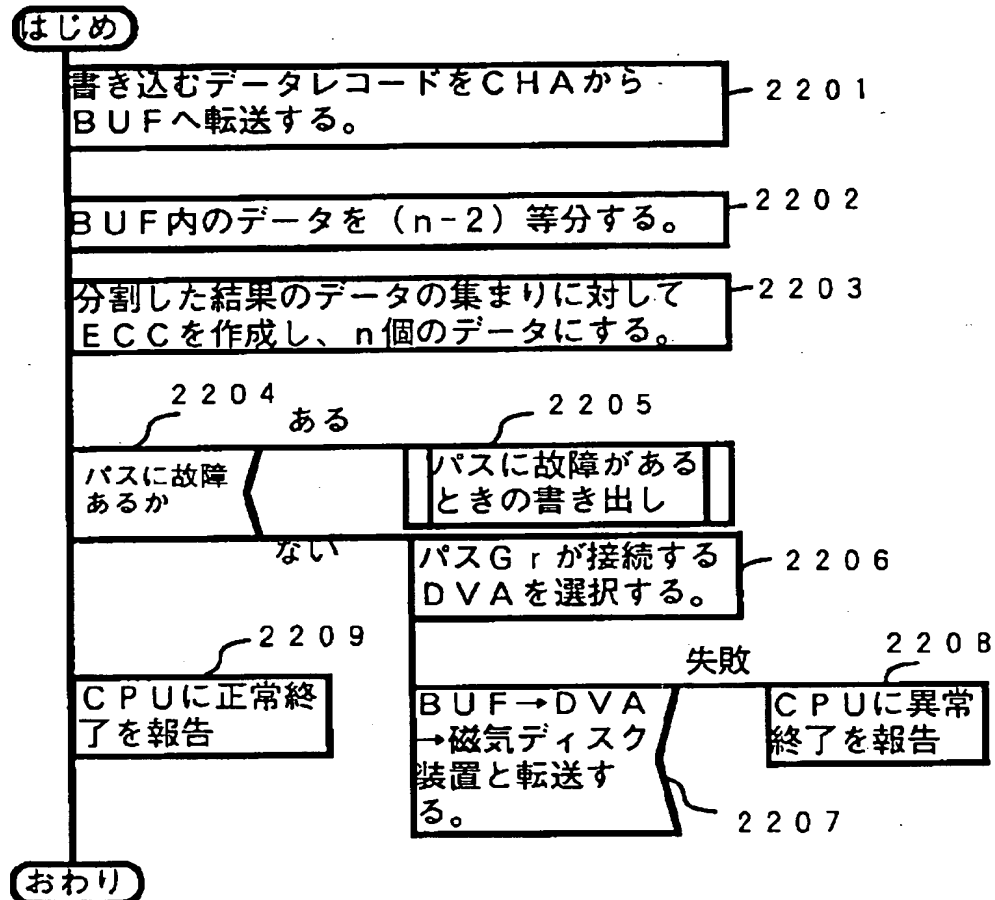 はじめ
書き込むデータレコードをCHAから
BUFへ転送する。
2201
BUF内のデータを(n-2)等分する。
2202
分割した結果のデータの集まりに対して
ECCを作成し、n個のデータにする。
2203
2204
ある
2205
パスに故障
あるか
パスに故障がある
ときの書き出し
ない
パスGrが接続する
DVAを選択する。
2206
2209
失敗
2208
CPUに正常終
了を報告
BUF→DVA
→磁気ディスク
装置と転送す
る。
CPUに異常
終了を報告
2207
おわり